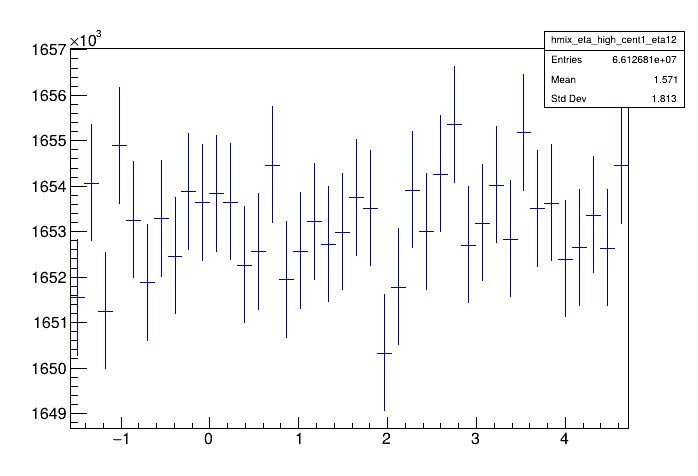 ×10³
hmix_eta_high_cent1_eta12
Entries 6.612681e+07
Mean 1.571
Std Dev 1.813
1657
1656
1655
1654
1653
1652
1651
1650
1649
−1 0 1 2 3 4